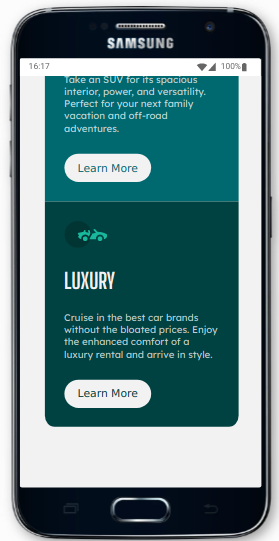 SAMSUNG
16:17
100%
Take an SUV for its spacious
interior, power, and versatility.
Perfect for your next family
vacation and off-road
adventures.
Learn More
LUXURY
Cruise in the best car brands
without the bloated prices. Enjoy
the enhanced comfort of a
luxury rental and arrive in style.
Learn More